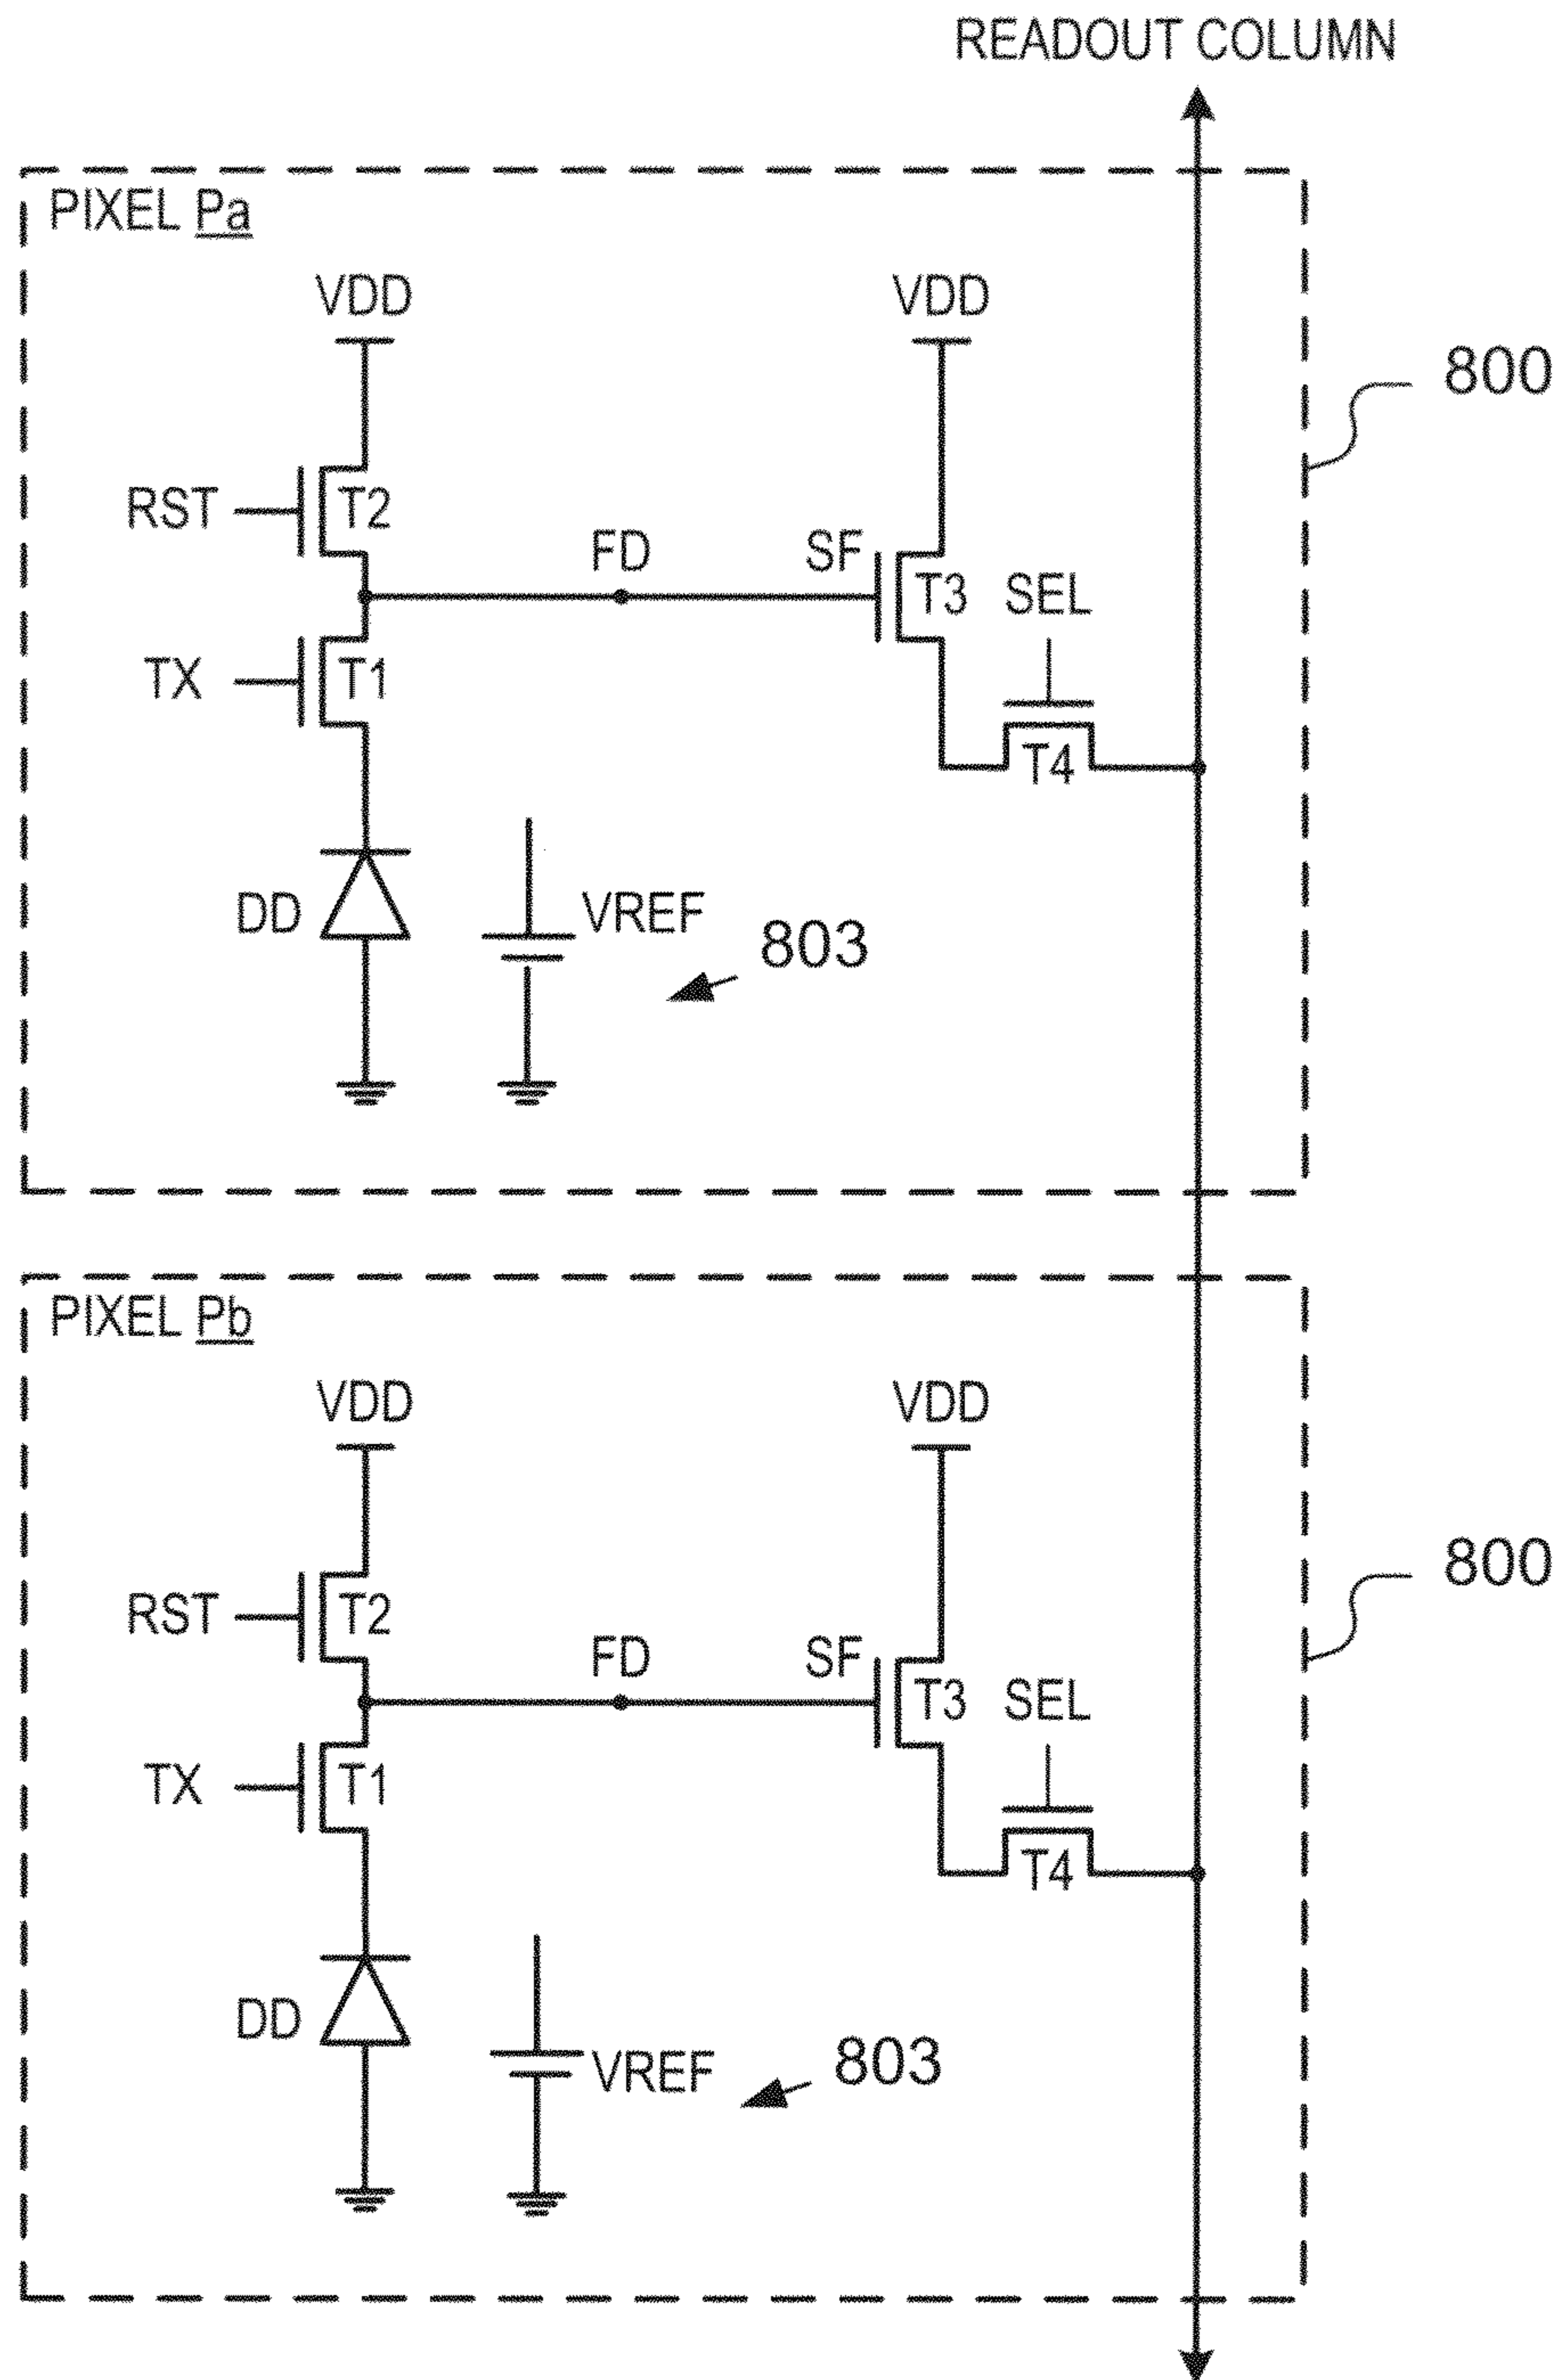 READOUT COLUMN
PIXEL Pa
VDD
VDD
800
RST
T2
FD
SF
T3
SEL
TX
T1
T4
DD
VREF
803
PIXEL Pb
VDD
VDD
800
RST
T2
FD
SF
T3
SEL
TX
T1
T4
DD
VREF
803